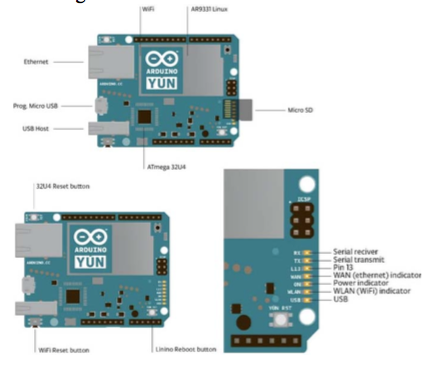 WiFi
AR9331 Linux
Ethernet
ARDUINO
YUN
Prog. Micro USB
Micro SD
USB Host
ATmega 32U4
32U4 Reset button
ARDUINO
YUN
WiFi Reset button
Linino Reboot button
ICSP
RX Serial reciver
TX Serial transmit
L13 Pin 13
WAN WAN (ethernet) indicator
ON Power indicator
WLAN WLAN (WiFi) indicator
USB USB
YUN RST